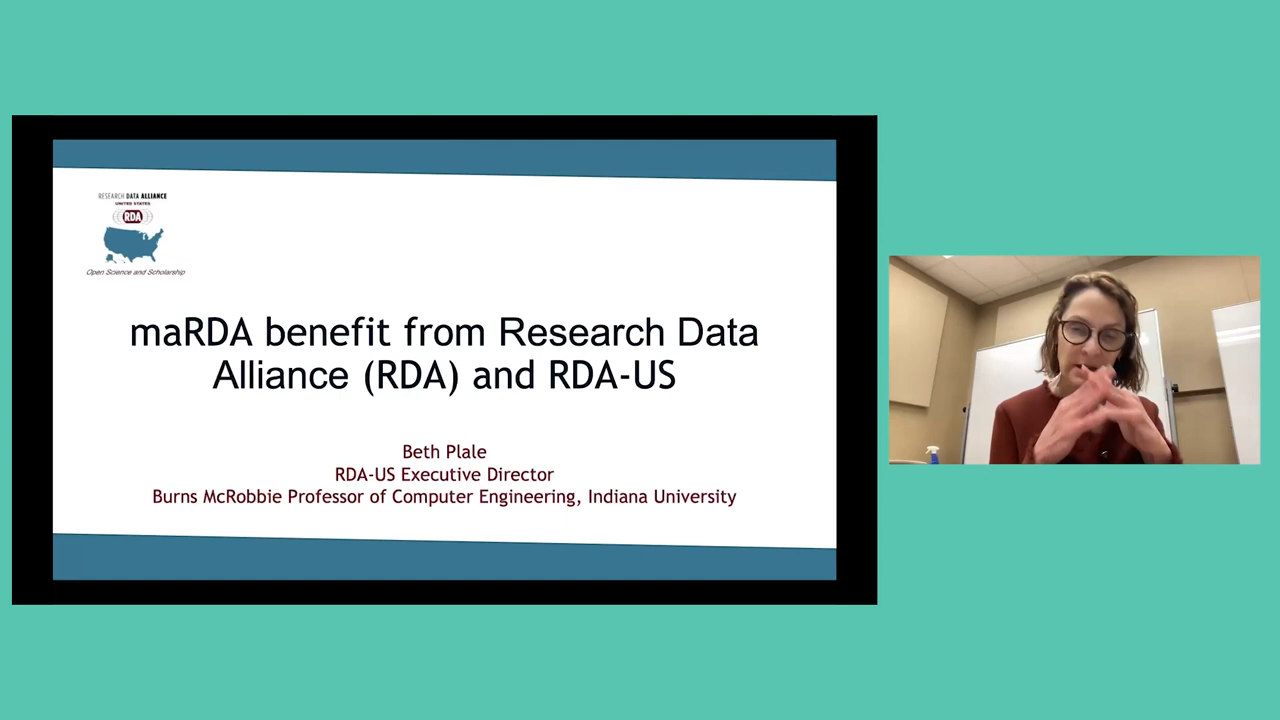 RESEARCH DATA ALLIANCE
UNITED STATES
RDA
Open Science and Scholarship
maRDA benefit from Research Data
Alliance (RDA) and RDA-US
Beth Plale
RDA-US Executive Director
Burns McRobbie Professor of Computer Engineering, Indiana University